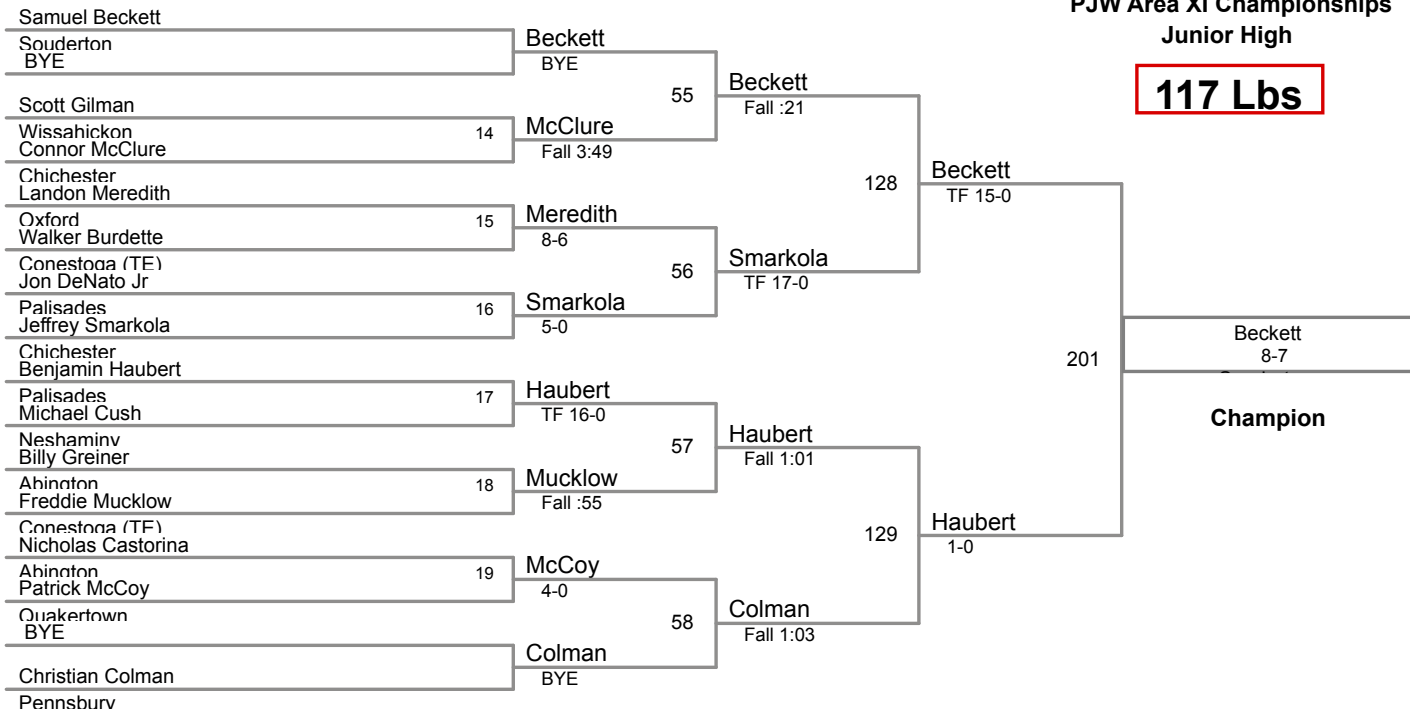 PJW Area XI Championships
Junior High
117 Lbs
Samuel Beckett
Souderton
BYE
Scott Gilman
Wissahickon
Connor McClure
Chichester
Landon Meredith
Oxford
Walker Burdette
Conestoga (TE)
Jon DeNato Jr
Palisades
Jeffrey Smarkola
Chichester
Benjamin Haubert
Palisades
Michael Cush
Neshaminy
Billy Greiner
Abington
Freddie Mucklow
Conestoga (TE)
Nicholas Castorina
Abington
Patrick McCoy
Quakertown
BYE
Christian Colman
Pennsbury
14
15
16
17
18
19
Beckett
BYE
McClure
Fall 3:49
Meredith
8-6
Smarkola
5-0
Haubert
TF 16-0
Mucklow
Fall :55
McCoy
4-0
Colman
BYE
55
56
57
58
Beckett
Fall :21
Smarkola
TF 17-0
Haubert
Fall 1:01
Colman
Fall 1:03
128
129
Beckett
TF 15-0
Haubert
1-0
201
Beckett
8-7
Champion